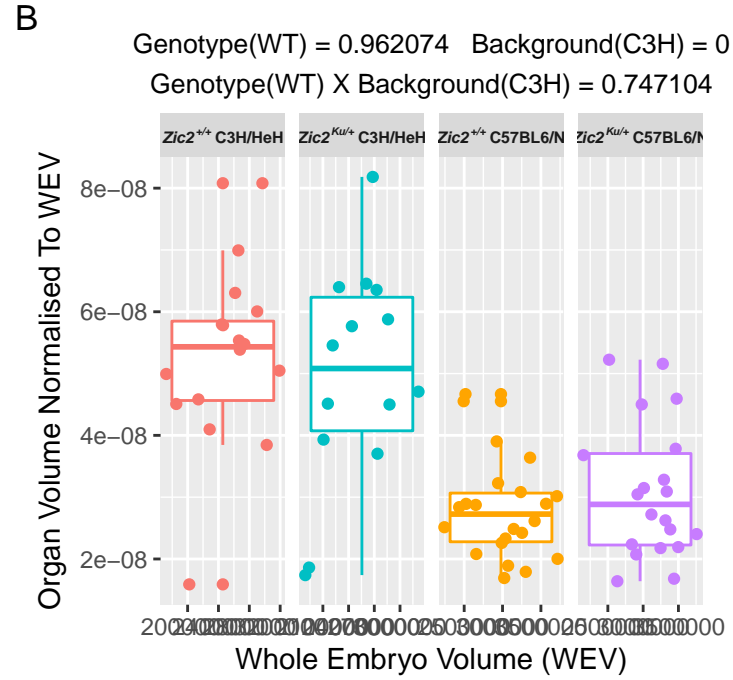 B
Genotype(WT) = 0.962074 Background(C3H) = 0
Genotype(WT) X Background(C3H) = 0.747104
Zic2+/+ C3H/HeH
Zic2Ku/+ C3H/HeH
Zic2+/+ C57BL6/N
Zic2Ku/+ C57BL6/N
Organ Volume Normalised To WEV
8e−08
6e−08
4e−08
2e−08
Whole Embryo Volume (WEV)